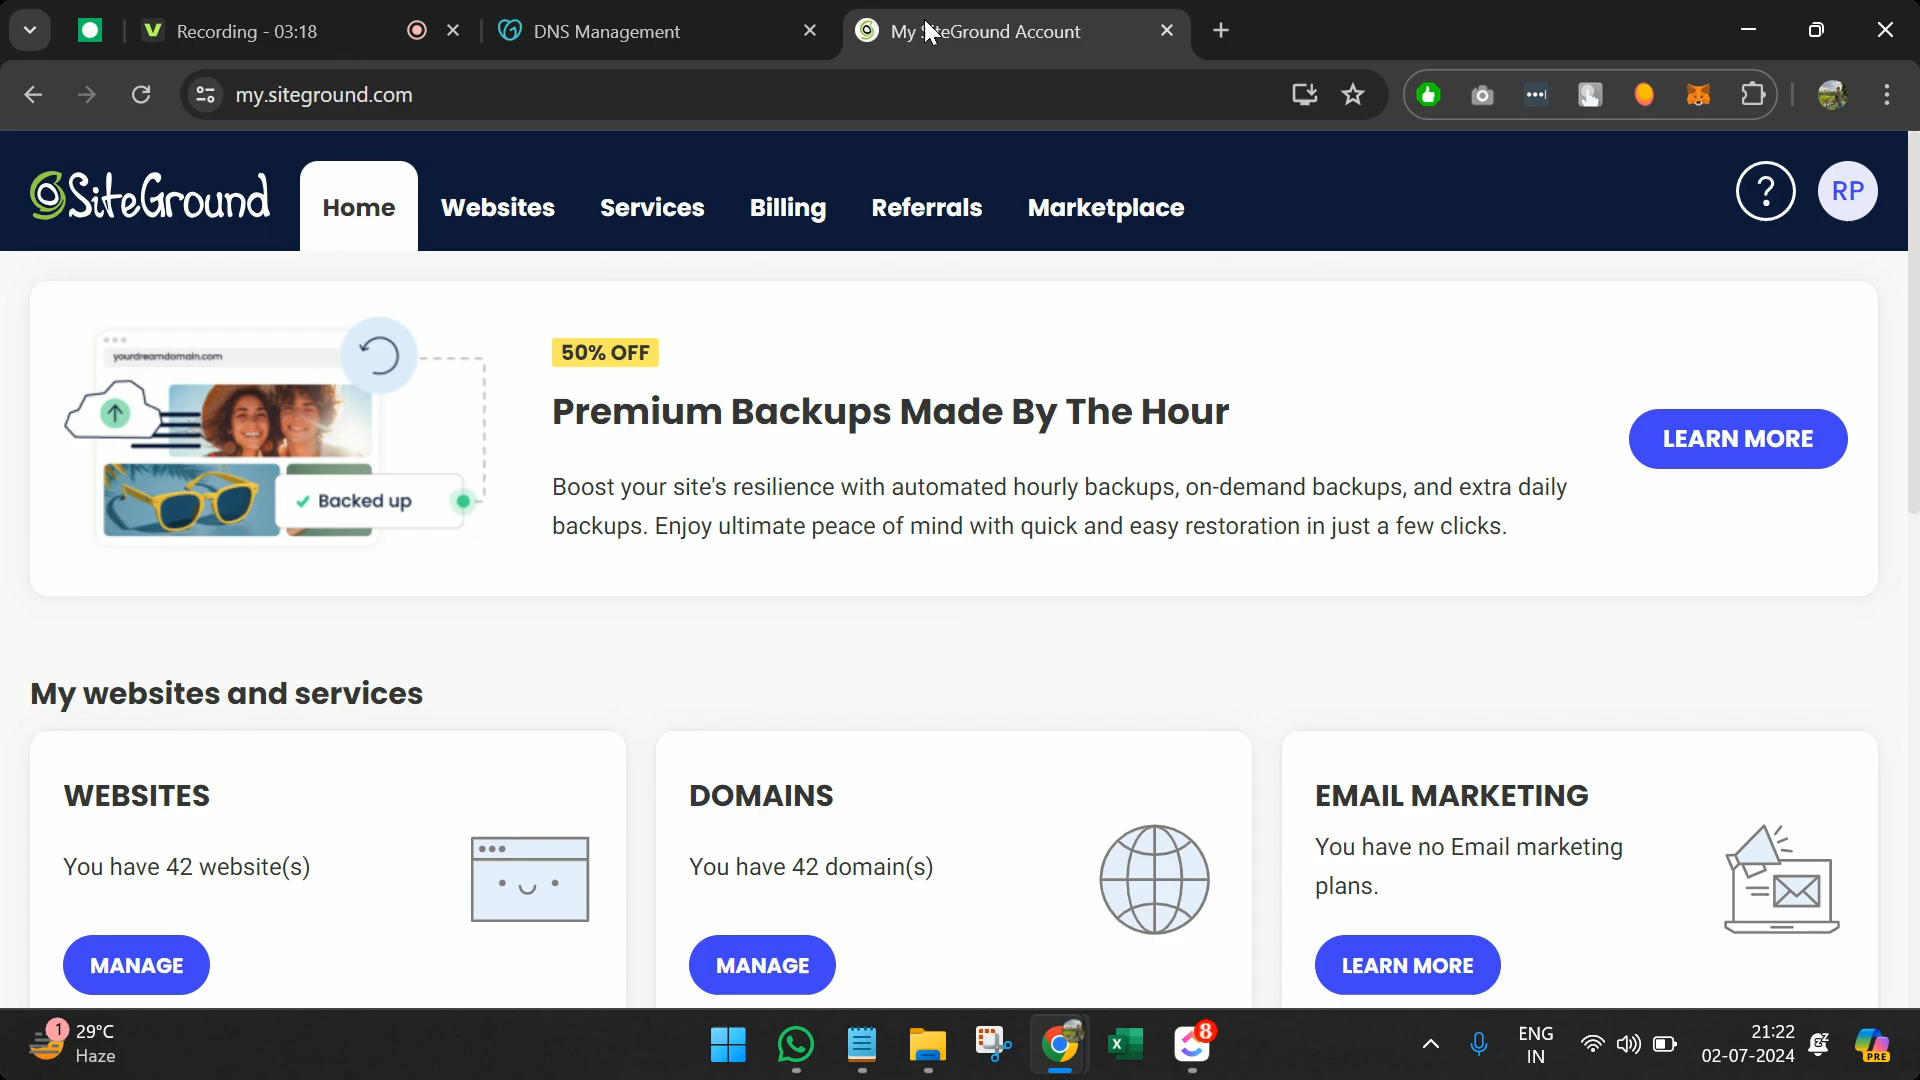 Recording - 03:18
DNS Management
My SiteGround Account
my.siteground.com
SiteGround
Home
Websites
Services
Billing
Referrals
Marketplace
?
RP
yourdreamdomain.com
Backed up
50% OFF
Premium Backups Made By The Hour
Boost your site's resilience with automated hourly backups, on-demand backups, and extra daily
backups. Enjoy ultimate peace of mind with quick and easy restoration in just a few clicks.
LEARN MORE
My websites and services
WEBSITES
You have 42 website(s)
MANAGE
DOMAINS
You have 42 domain(s)
MANAGE
EMAIL MARKETING
You have no Email marketing
plans.
LEARN MORE
1
29°C
Haze
8
ENG
IN
21:22
02-07-2024
PRE